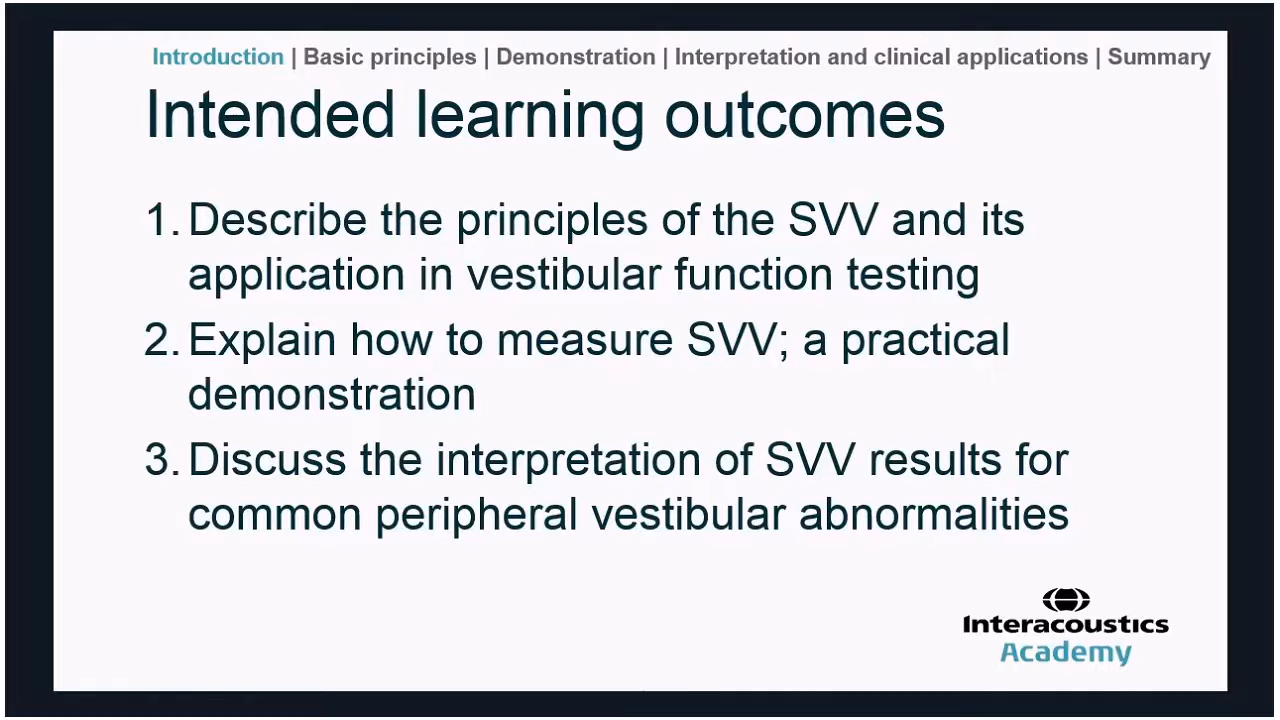 Introduction | Basic principles | Demonstration | Interpretation and clinical applications | Summary
Intended learning outcomes
1. Describe the principles of the SVV and its
application in vestibular function testing
2. Explain how to measure SVV; a practical
demonstration
3. Discuss the interpretation of SVV results for
common peripheral vestibular abnormalities
Interacoustics
Academy